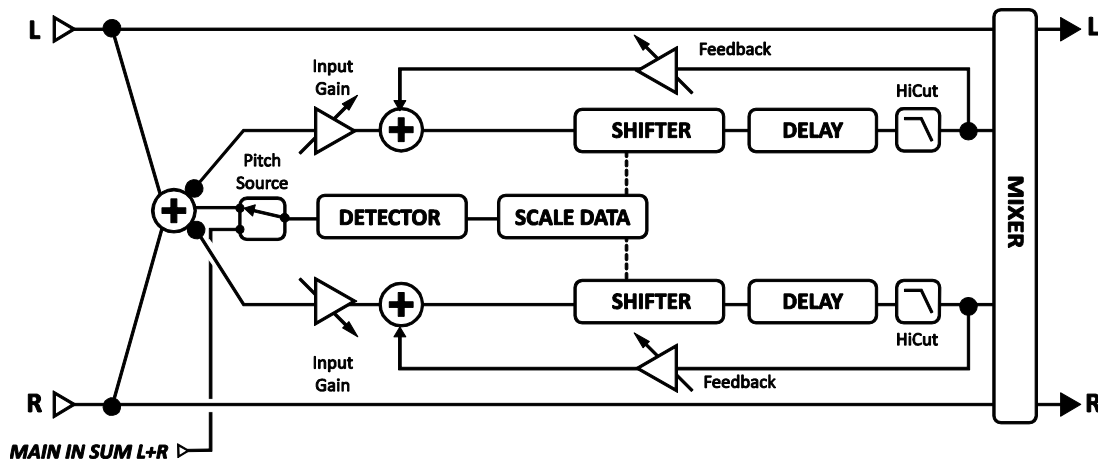 L
L
Feedback
Input
Gain
HiCut
SHIFTER
DELAY
Pitch
Source
DETECTOR
SCALE DATA
MIXER
SHIFTER
DELAY
HiCut
Input
Gain
Feedback
R
R
MAIN IN SUM L+R